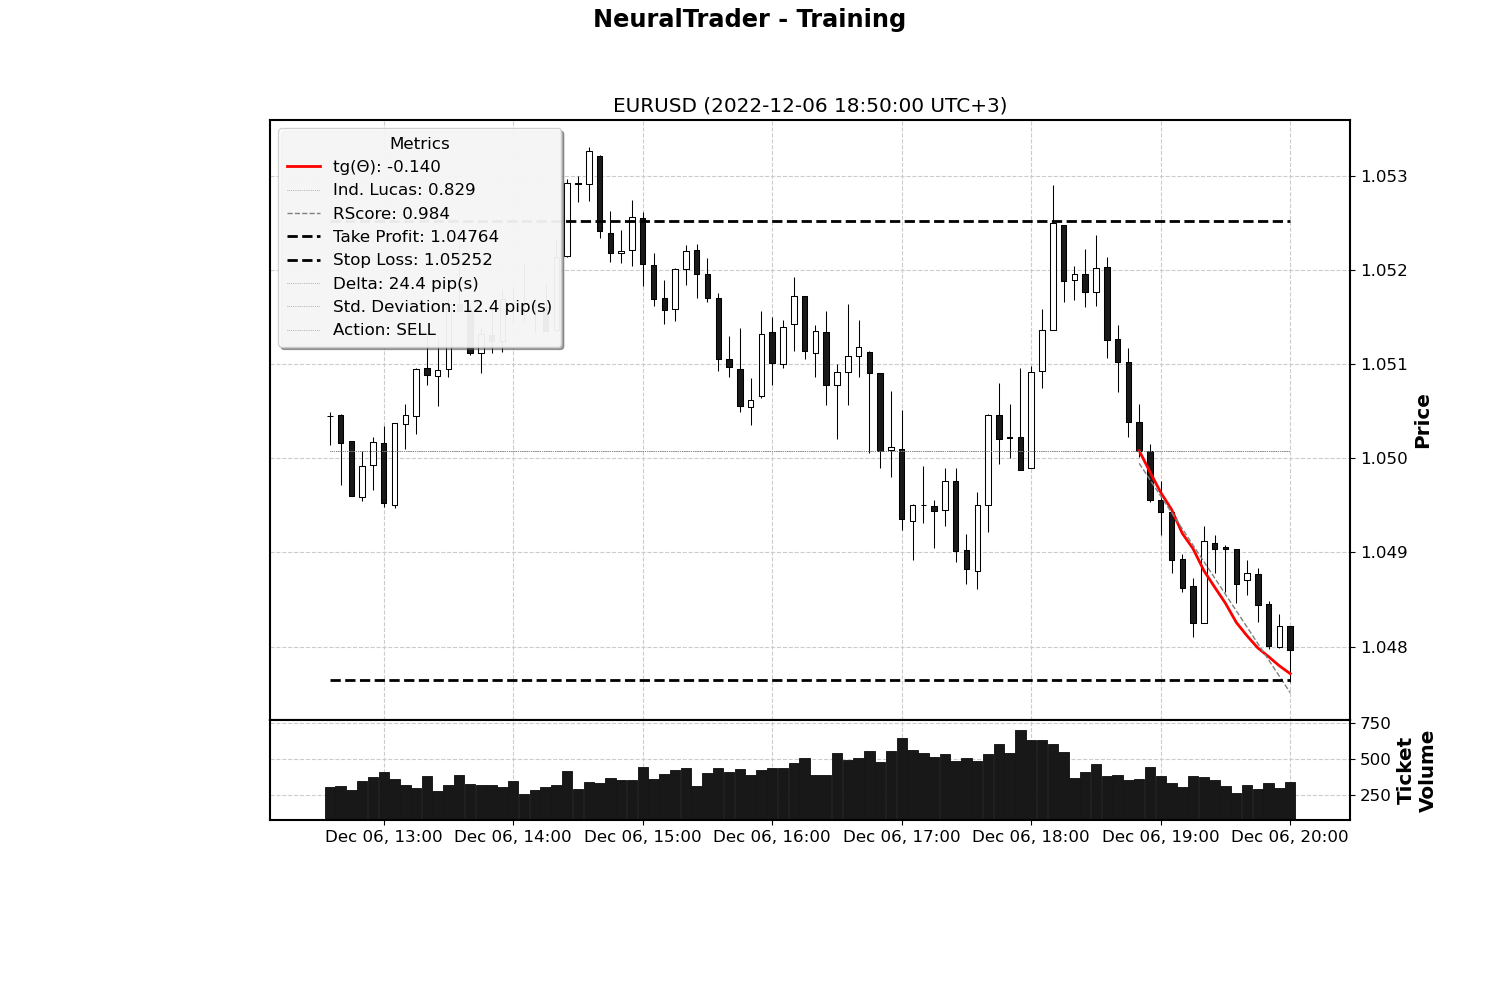 NeuralTrader - Training
EURUSD (2022-12-06 18:50:00 UTC+3)
Metrics
tg(Θ): -0.140
Ind. Lucas: 0.829
RScore: 0.984
Take Profit: 1.04764
Stop Loss: 1.05252
Delta: 24.4 pip(s)
Std. Deviation: 12.4 pip(s)
Action: SELL
1.053
1.052
1.051
1.050
1.049
1.048
Price
750
500
250
Ticket
Volume
Dec 06, 13:00 Dec 06, 14:00 Dec 06, 15:00 Dec 06, 16:00 Dec 06, 17:00 Dec 06, 18:00 Dec 06, 19:00 Dec 06, 20:00